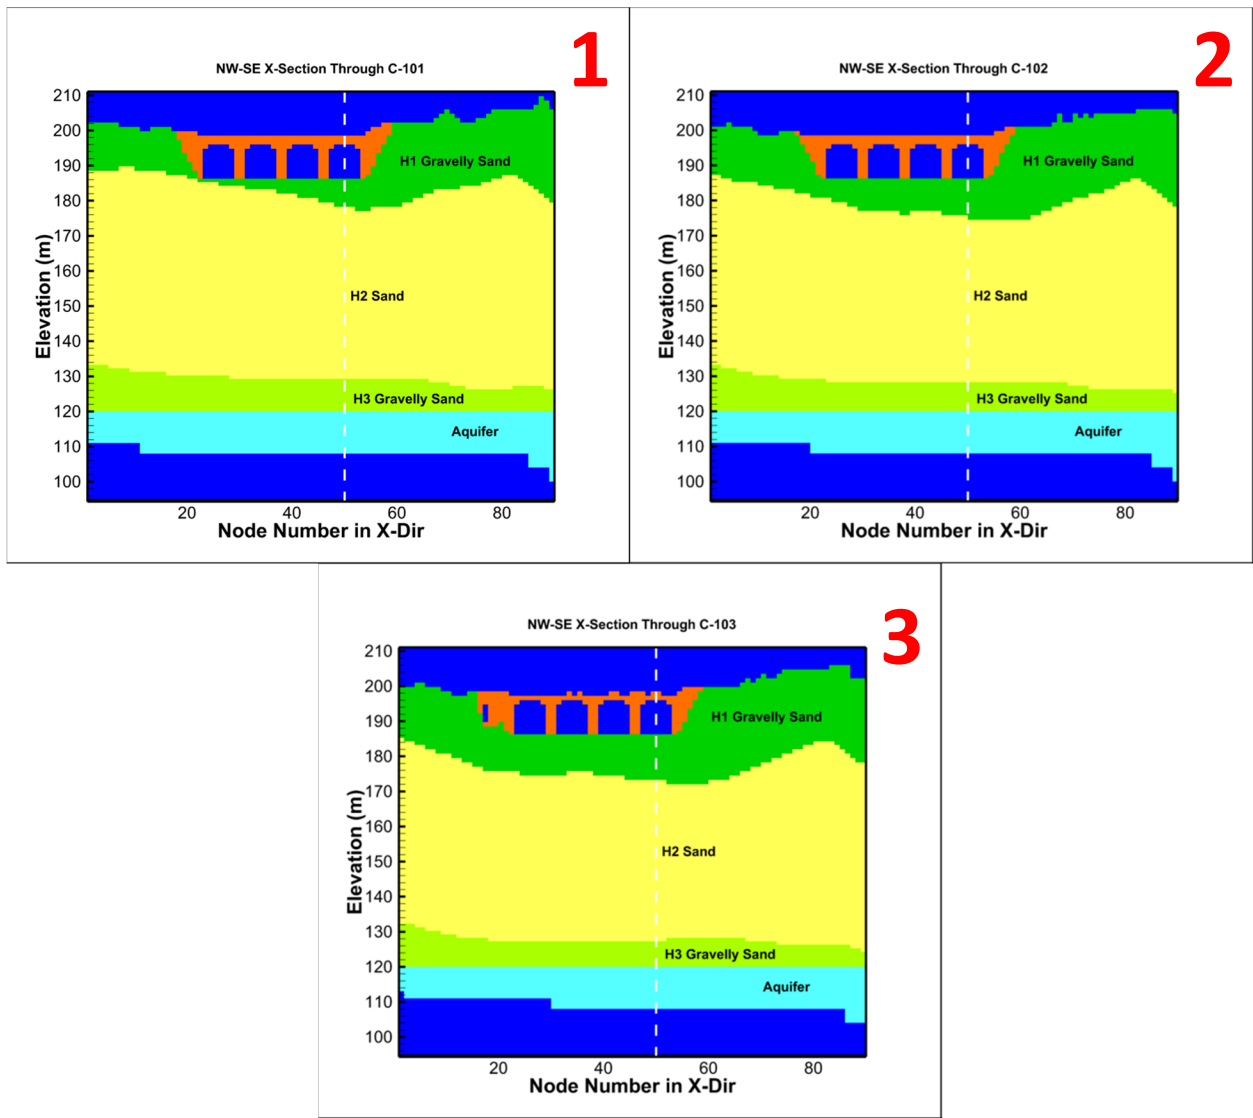 1
NW-SE X-Section Through C-101
210
200
190
180
170
160
150
140
130
120
110
100
Elevation (m)
H1 Gravelly Sand
H2 Sand
H3 Gravelly Sand
Aquifer
20 40 60 80
Node Number in X-Dir
2
NW-SE X-Section Through C-102
210
200
190
180
170
160
150
140
130
120
110
100
Elevation (m)
H1 Gravelly Sand
H2 Sand
H3 Gravelly Sand
Aquifer
20 40 60 80
Node Number in X-Dir
3
NW-SE X-Section Through C-103
210
200
190
180
170
160
150
140
130
120
110
100
Elevation (m)
H1 Gravelly Sand
H2 Sand
H3 Gravelly Sand
Aquifer
20 40 60 80
Node Number in X-Dir